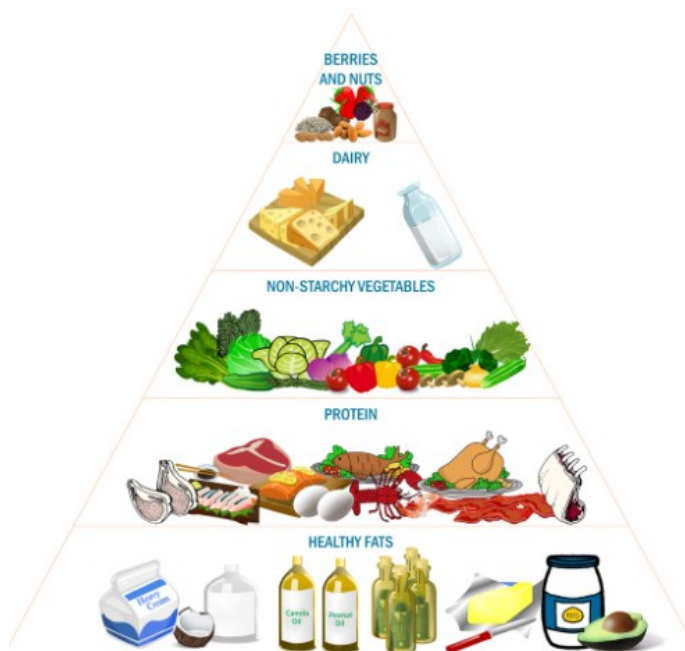 BERRIES
AND NUTS
DAIRY
NON-STARCHY VEGETABLES
PROTEIN
HEALTHY FATS
Heavy
Cream
Canola
Oil
Peanut
Oil